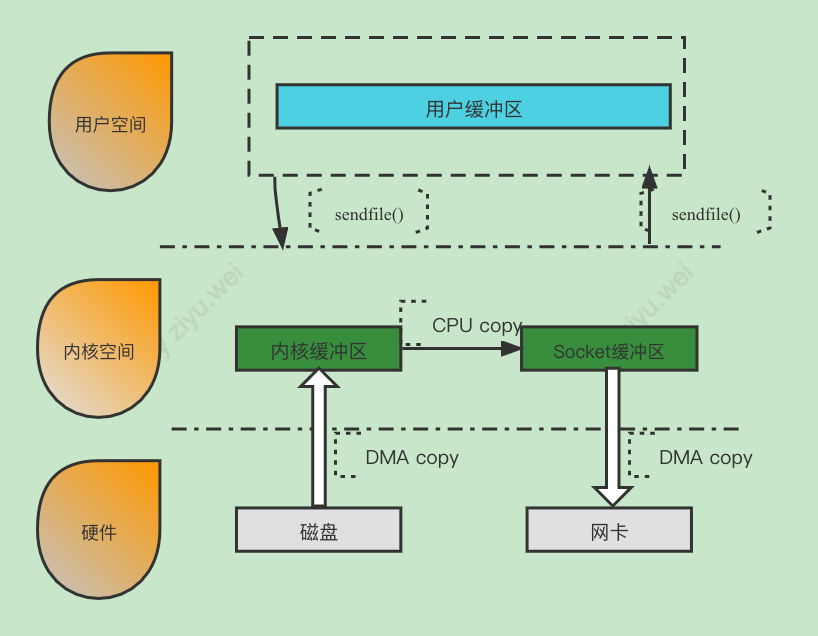 用户空间
用户缓冲区
sendfile()
sendfile()
内核空间
内核缓冲区
CPU copy
Socket缓冲区
DMA copy
DMA copy
硬件
磁盘
网卡
ziyu.wei
ziyu.wei